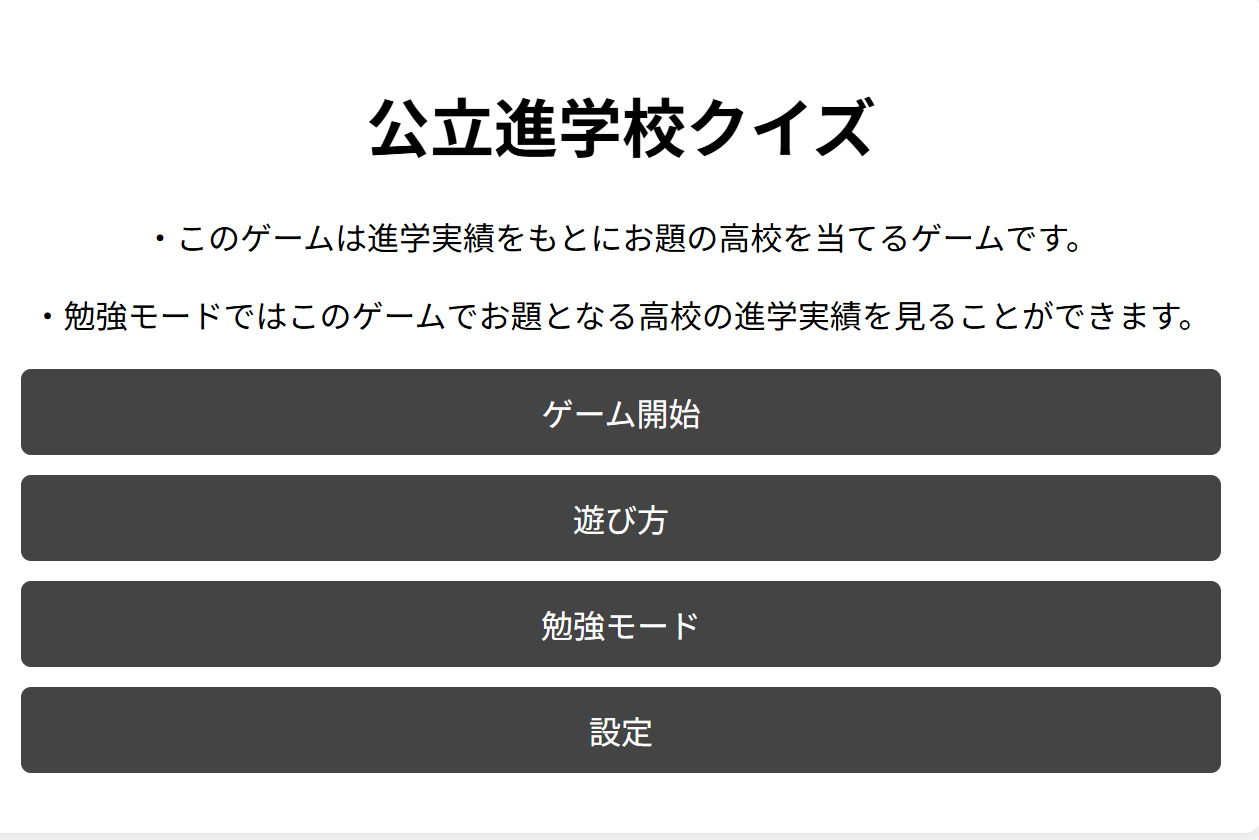 公立進学校クイズ
・このゲームは進学実績をもとにお題の高校を当てるゲームです。
・勉強モードではこのゲームでお題となる高校の進学実績を見ることができます。
ゲーム開始
遊び方
勉強モード
設定